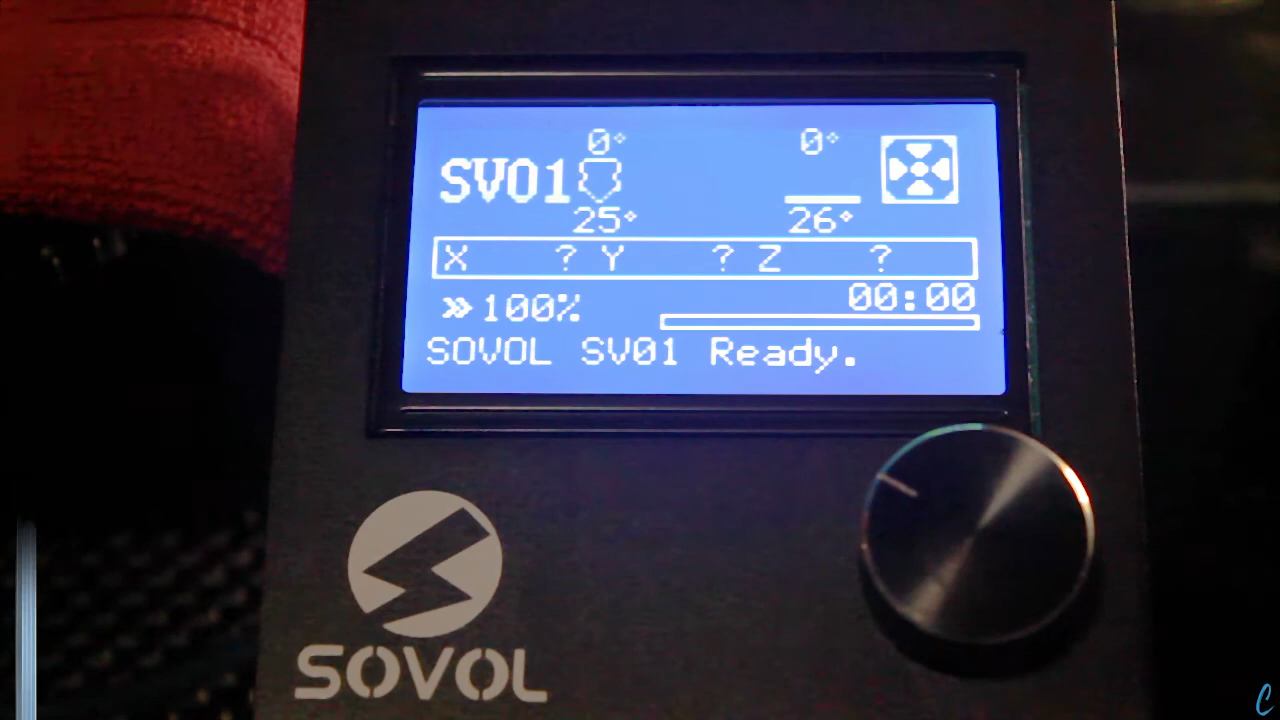 0° 0°
SV01
25° 26°
X ? Y ? Z ?
»100% 00:00
SOVOL SV01 Ready.
SOVOL
C